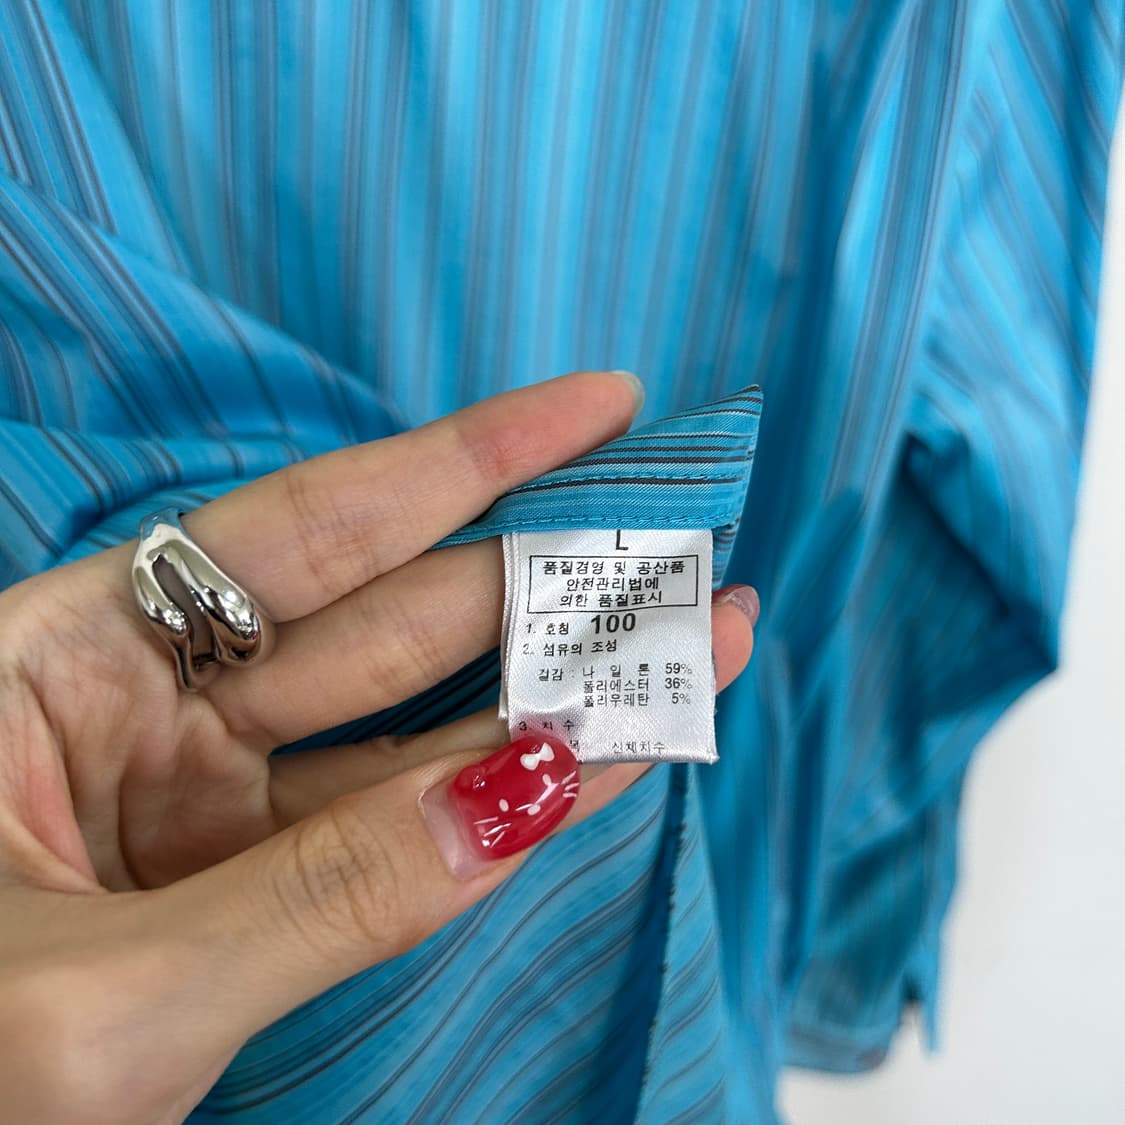 L
품질경영 및 공산품
안전관리법에
의한 품질표시
1. 호칭 100
2. 섬유의 조성
겉감 : 나 일 론 59%
폴리에스터 36%
폴리우레탄 5%
3. 치 수
신체치수